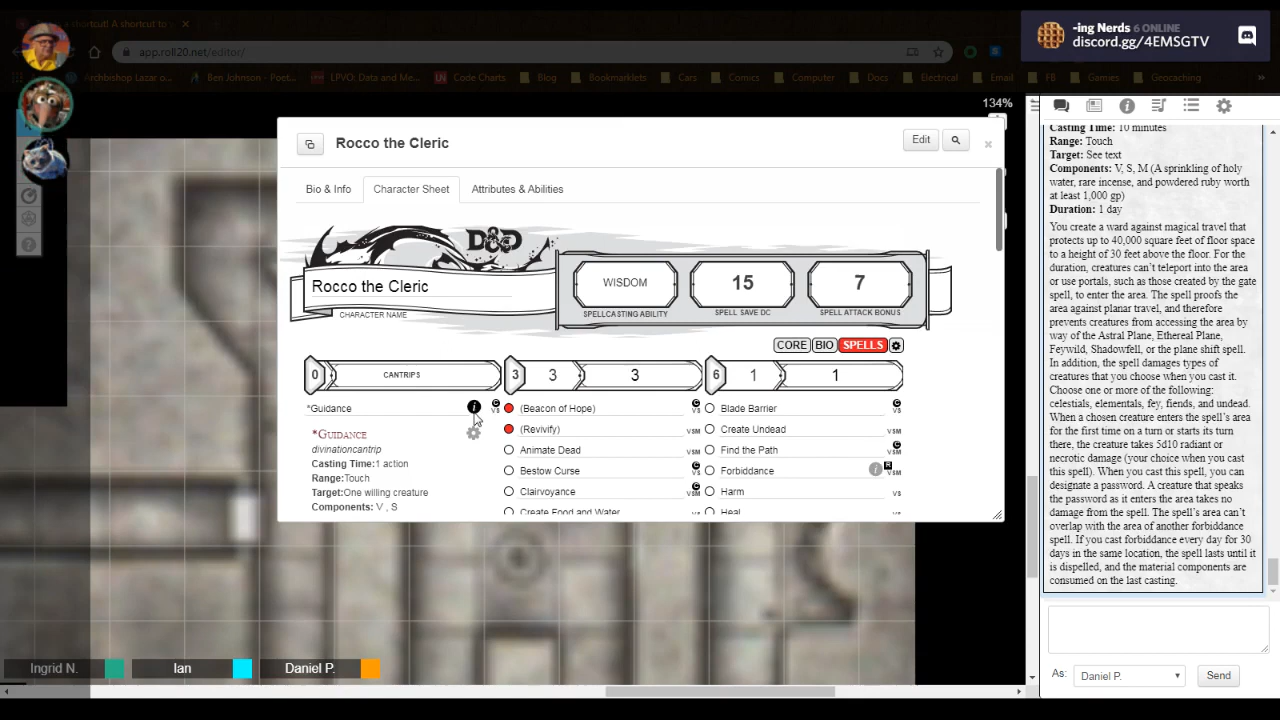 a shortcut! A shortcut to
app.roll20.net/editor/
Archbishop Lazar o...
Ben Johnson - Poet...
LPVO: Data and Me...
Code Charts
Blog
Bookmarklets
Cars
Comics
Computer
Docs
Electrical
Email
FB
Games
Geocaching
-ing Nerds 6 ONLINE
discord.gg/4EMSGTV
134%
Rocco the Cleric
Edit
Bio & Info
Character Sheet
Attributes & Abilities
D&D
Rocco the Cleric
CHARACTER NAME
WISDOM
SPELLCASTING ABILITY
15
SPELL SAVE DC
7
SPELL ATTACK BONUS
CORE
BIO
SPELLS
0
CANTRIPS
*Guidance
*GUIDANCE
divinationcantrip
Casting Time:1 action
Range:Touch
Target:One willing creature
Components: V , S
3 3 3
(Beacon of Hope)
(Revivify)
Animate Dead
Bestow Curse
Clairvoyance
Create Food and Water
6 1 1
Blade Barrier
Create Undead
Find the Path
Forbiddance
Harm
Heal
Casting Time: 10 minutes
Range: Touch
Target: See text
Components: V, S, M (A sprinkling of holy
water, rare incense, and powdered ruby worth
at least 1,000 gp)
Duration: 1 day
You create a ward against magical travel that
protects up to 40,000 square feet of floor space
to a height of 30 feet above the floor. For the
duration, creatures can't teleport into the area
or use portals, such as those created by the gate
spell, to enter the area. The spell proofs the
area against planar travel, and therefore
prevents creatures from accessing the area by
way of the Astral Plane, Ethereal Plane,
Feywild, Shadowfell, or the plane shift spell.
In addition, the spell damages types of
creatures that you choose when you cast it.
Choose one or more of the following:
celestials, elementals, fey, fiends, and undead.
When a chosen creature enters the spell's area
for the first time on a turn or starts its turn
there, the creature takes 5d10 radiant or
necrotic damage (your choice when you cast
this spell). When you cast this spell, you can
designate a password. A creature that speaks
the password as it enters the area takes no
damage from the spell. The spell's area can't
overlap with the area of another forbiddance
spell. If you cast forbiddance every day for 30
days in the same location, the spell lasts until it
is dispelled, and the material components are
consumed on the last casting.
As:
Daniel P.
Send
Ingrid N.
Ian
Daniel P.